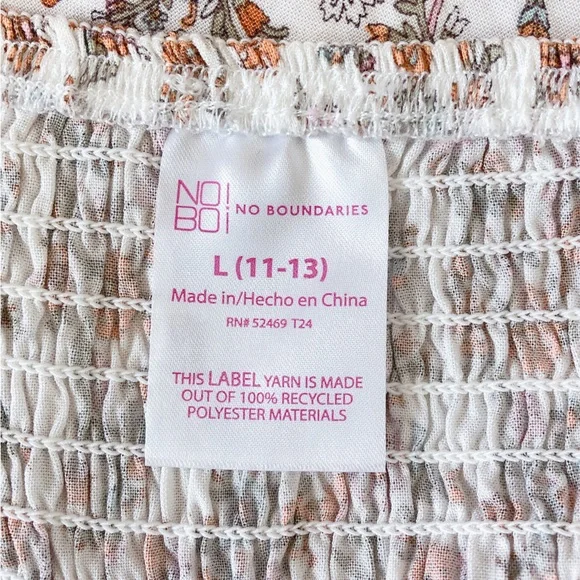 NO!
BO¡ NO BOUNDARIES
L (11-13)
Made in/Hecho en China
RN# 52469 T24
THIS LABEL YARN IS MADE
OUT OF 100% RECYCLED
POLYESTER MATERIALS